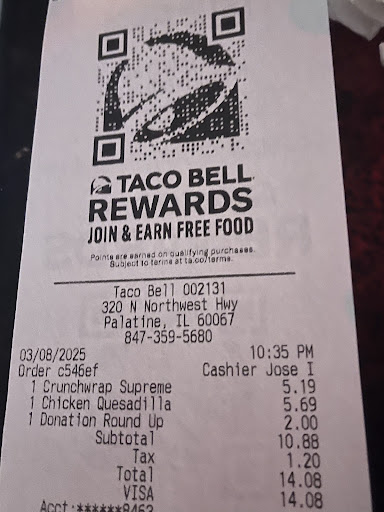 TACO BELL
REWARDS
JOIN & EARN FREE FOOD
Points are earned on qualifying purchases.
Subject to terms at ta.co/terms.
Taco Bell 002131
320 N Northwest Hwy
Palatine, IL 60067
847-359-5680
03/08/2025 10:35 PM
Order c546ef Cashier Jose I
1 Crunchwrap Supreme 5.19
1 Chicken Quesadilla 5.69
1 Donation Round Up 2.00
Subtotal 10.88
Tax 1.20
Total 14.08
VISA 14.08
Acct:******8463